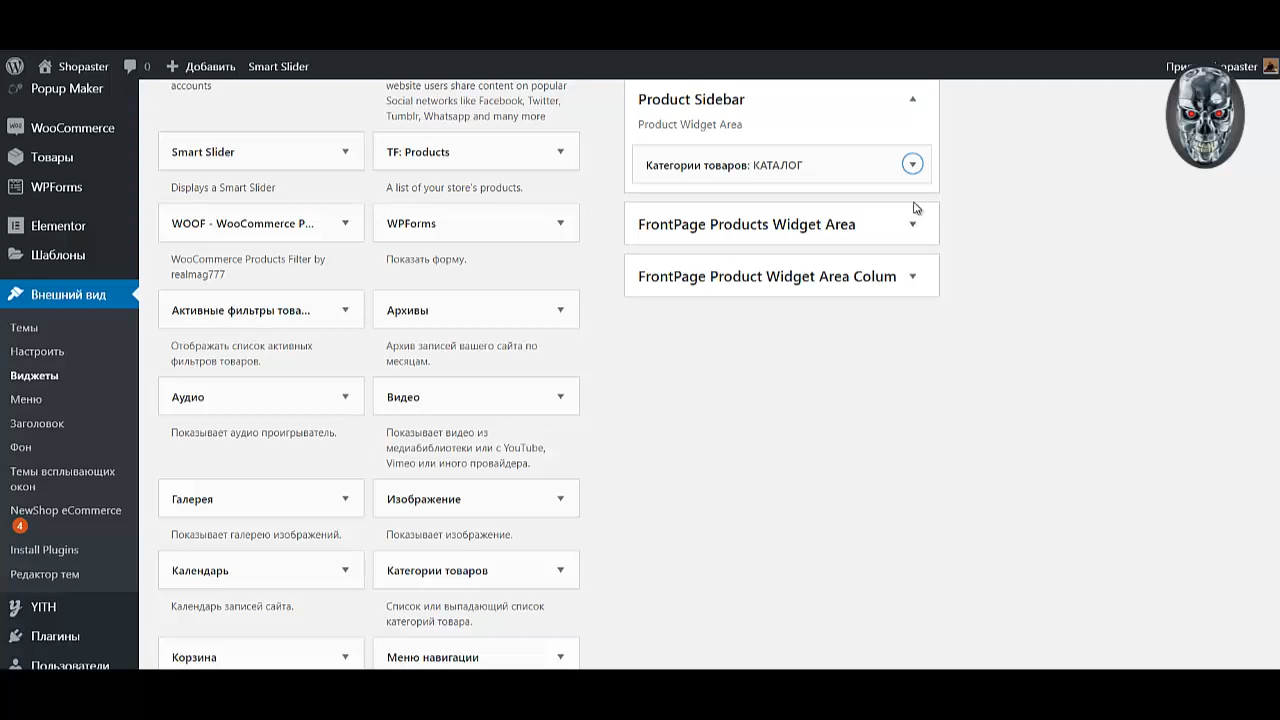 Shopaster 0 Добавить Smart Slider
Popup Maker
WooCommerce
Товары
WPForms
Elementor
Шаблоны
Внешний вид
Темы
Настроить
Виджеты
Меню
Заголовок
Фон
Темы всплывающих
окон
NewShop eCommerce
4
Install Plugins
Редактор тем
YITH
Плагины
Пользователи
accounts
Smart Slider
Displays a Smart Slider
WOOF - WooCommerce P...
WooCommerce Products Filter by
realmag777
Активные фильтры това...
Отображать список активных
фильтров товаров.
Аудио
Показывает аудио проигрыватель.
Галерея
Показывает галерею изображений.
Календарь
Календарь записей сайта.
Корзина
website users share content on popular
Social networks like Facebook, Twitter,
Tumblr, Whatsapp and many more
TF: Products
A list of your store's products.
WPForms
Показать форму.
Архивы
Архив записей вашего сайта по
месяцам.
Видео
Показывает видео из
медиабиблиотеки или с YouTube,
Vimeo или иного провайдера.
Изображение
Показывает изображение.
Категории товаров
Список или выпадающий список
категорий товара.
Меню навигации
Product Sidebar
Product Widget Area
Категории товаров: КАТАЛОГ
FrontPage Products Widget Area
FrontPage Product Widget Area Colum